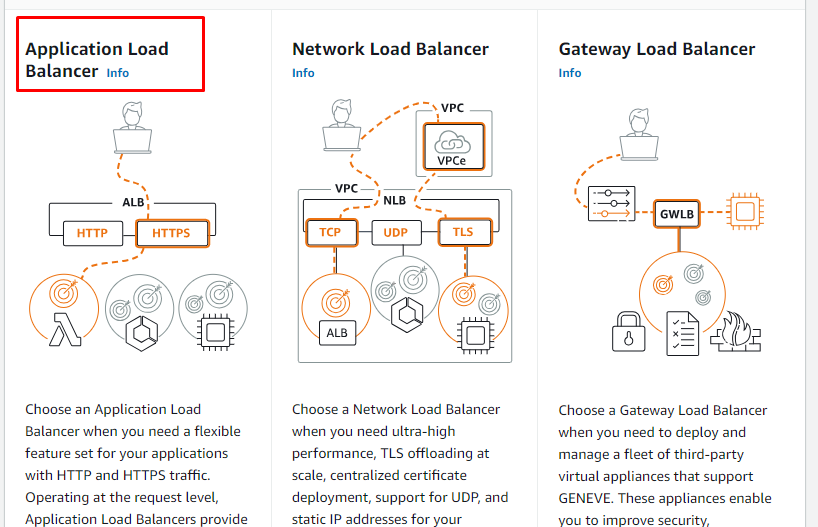 Application Load
Balancer Info
ALB
HTTP
HTTPS
Choose an Application Load
Balancer when you need a flexible
feature set for your applications
with HTTP and HTTPS traffic.
Operating at the request level,
Application Load Balancers provide
Network Load Balancer
Info
VPC
VPCe
VPC
NLB
TCP
UDP
TLS
ALB
Choose a Network Load Balancer
when you need ultra-high
performance, TLS offloading at
scale, centralized certificate
deployment, support for UDP, and
static IP addresses for your
Gateway Load Balancer
Info
GWLB
Choose a Gateway Load Balancer
when you need to deploy and
manage a fleet of third-party
virtual appliances that support
GENEVE. These appliances enable
you to improve security,